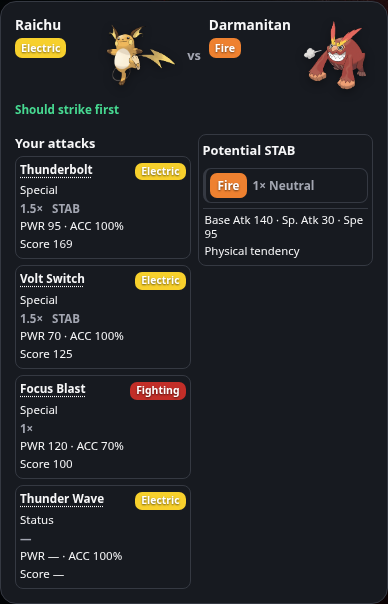 Raichu
Electric
vs
Darmanitan
Fire
Should strike first
Your attacks
Thunderbolt
Electric
Special
1.5× STAB
PWR 95 · ACC 100%
Score 169
Volt Switch
Electric
Special
1.5× STAB
PWR 70 · ACC 100%
Score 125
Focus Blast
Fighting
Special
1×
PWR 120 · ACC 70%
Score 100
Thunder Wave
Electric
Status
—
PWR — · ACC 100%
Score —
Potential STAB
Fire 1× Neutral
Base Atk 140 · Sp. Atk 30 · Spe
95
Physical tendency